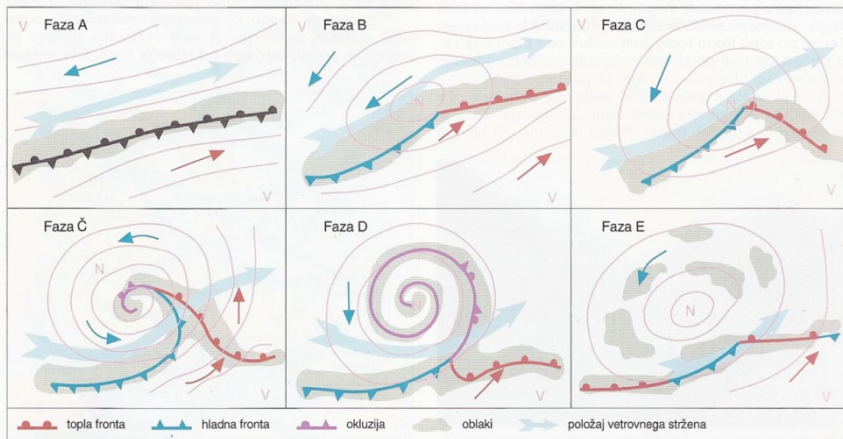 V
Faza A
V
Faza B
N
V
Faza C
N
V
V
Faza Č
N
Faza D
V
Faza E
N
V
topla fronta
hladna fronta
okluzija
oblaki
položaj vetrovnega stržena